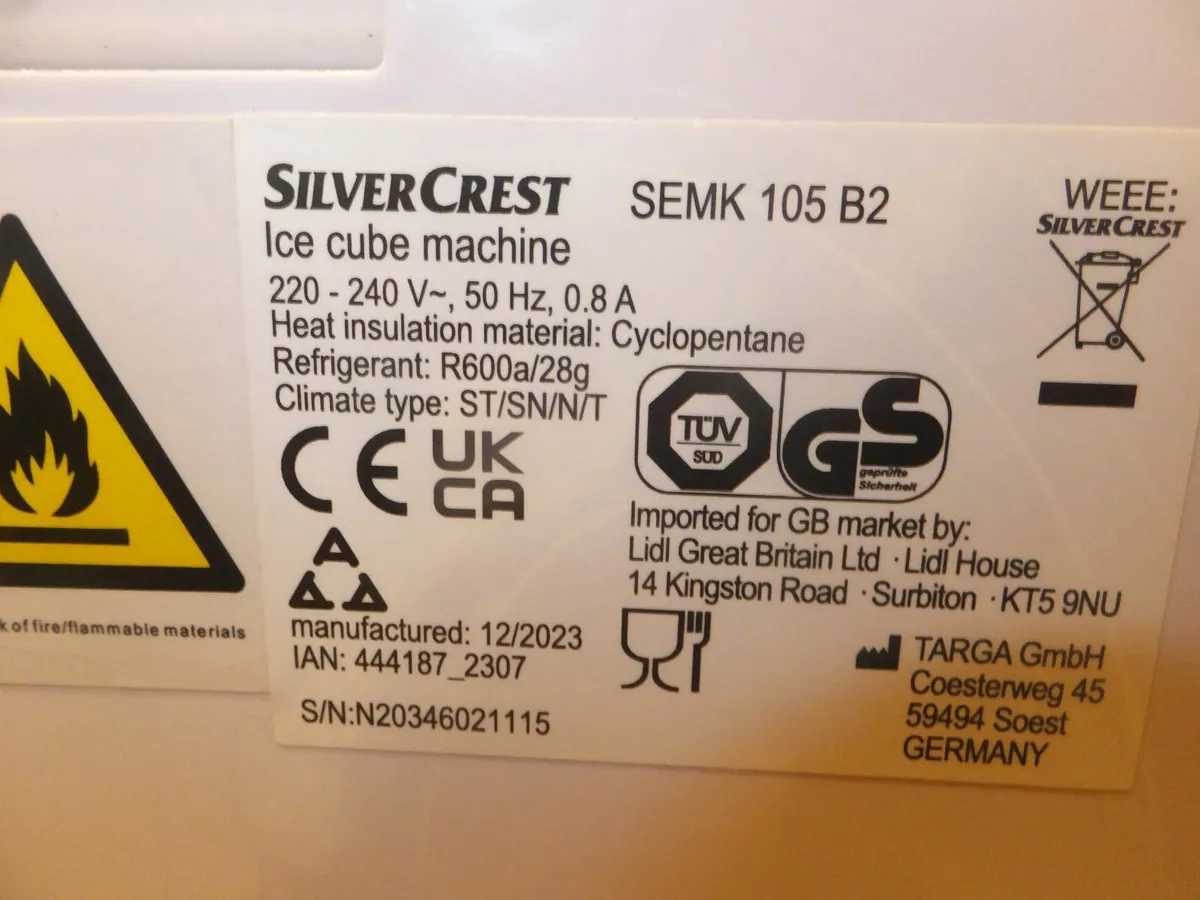 SILVERCREST SEMK 105 B2
Ice cube machine
220 - 240 V~, 50 Hz, 0.8 A
Heat insulation material: Cyclopentane
Refrigerant: R600a/28g
Climate type: ST/SN/N/T
CE UK
CA
A
manufactured: 12/2023
IAN: 444187_2307
S/N:N20346021115
WEEE:
SILVERCREST
TÜV
SÜD
GS
geprüfte
Sicherheit
Imported for GB market by:
Lidl Great Britain Ltd · Lidl House
14 Kingston Road · Surbiton · KT5 9NU
TARGA GmbH
Coesterweg 45
59494 Soest
GERMANY
of fire/flammable materials